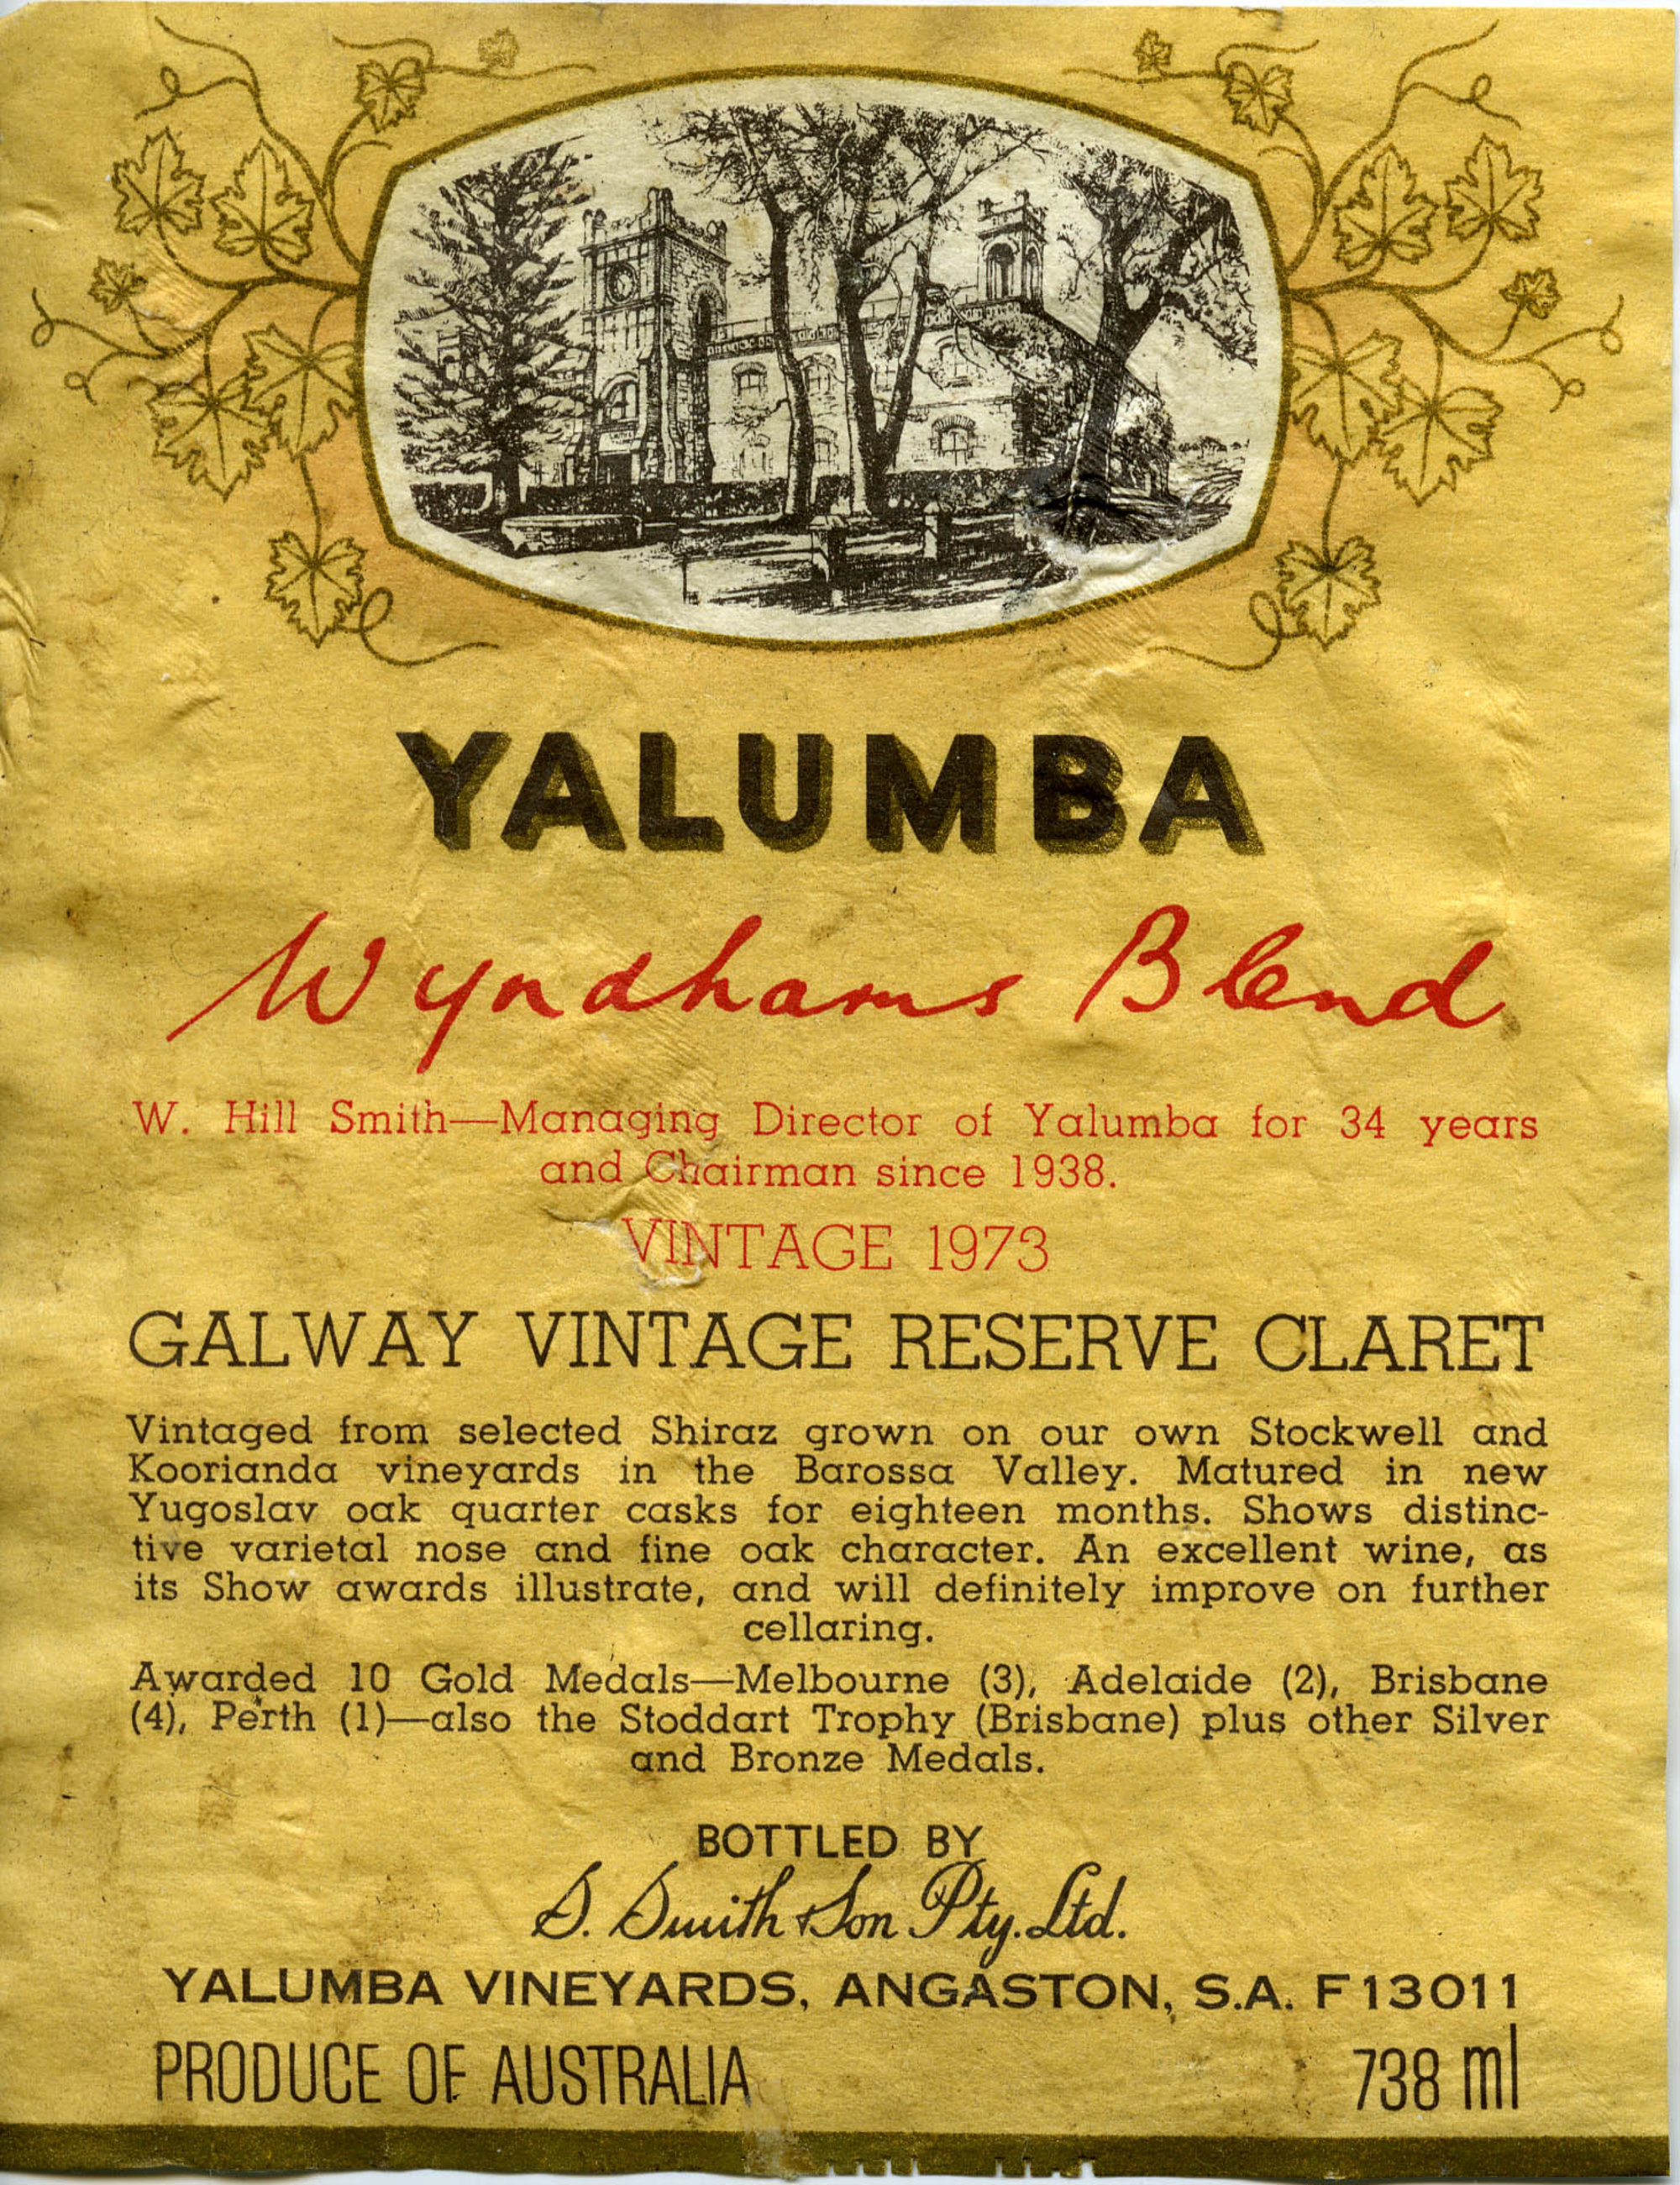 YALUMBA
Wyndhams Blend
W. Hill Smith—Managing Director of Yalumba for 34 years
and Chairman since 1938.
VINTAGE 1973
GALWAY VINTAGE RESERVE CLARET
Vintaged from selected Shiraz grown on our own Stockwell and
Koorianda vineyards in the Barossa Valley. Matured in new
Yugoslav oak quarter casks for eighteen months. Shows distinc-
tive varietal nose and fine oak character. An excellent wine, as
its Show awards illustrate, and will definitely improve on further
cellaring.
Awarded 10 Gold Medals—Melbourne (3), Adelaide (2), Brisbane
(4), Perth (1)—also the Stoddart Trophy (Brisbane) plus other Silver
and Bronze Medals.
BOTTLED BY
S. Smith & Son Pty. Ltd.
YALUMBA VINEYARDS, ANGASTON, S.A. F13011
PRODUCE OF AUSTRALIA 738 ml